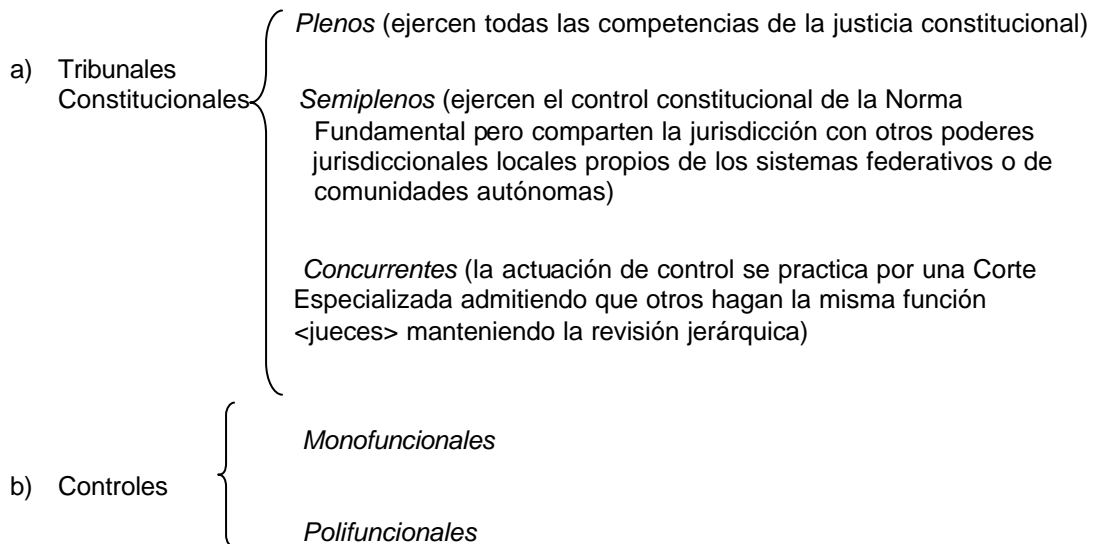 Plenos (ejercen todas las competencias de la justicia constitucional)
a) Tribunales
Constitucionales
Semiplenos (ejercen el control constitucional de la Norma
Fundamental pero comparten la jurisdicción con otros poderes
jurisdiccionales locales propios de los sistemas federativos o de
comunidades autónomas)
Concurrentes (la actuación de control se practica por una Corte
Especializada admitiendo que otros hagan la misma función
<jueces> manteniendo la revisión jerárquica)
Monofuncionales
b) Controles
Polifuncionales